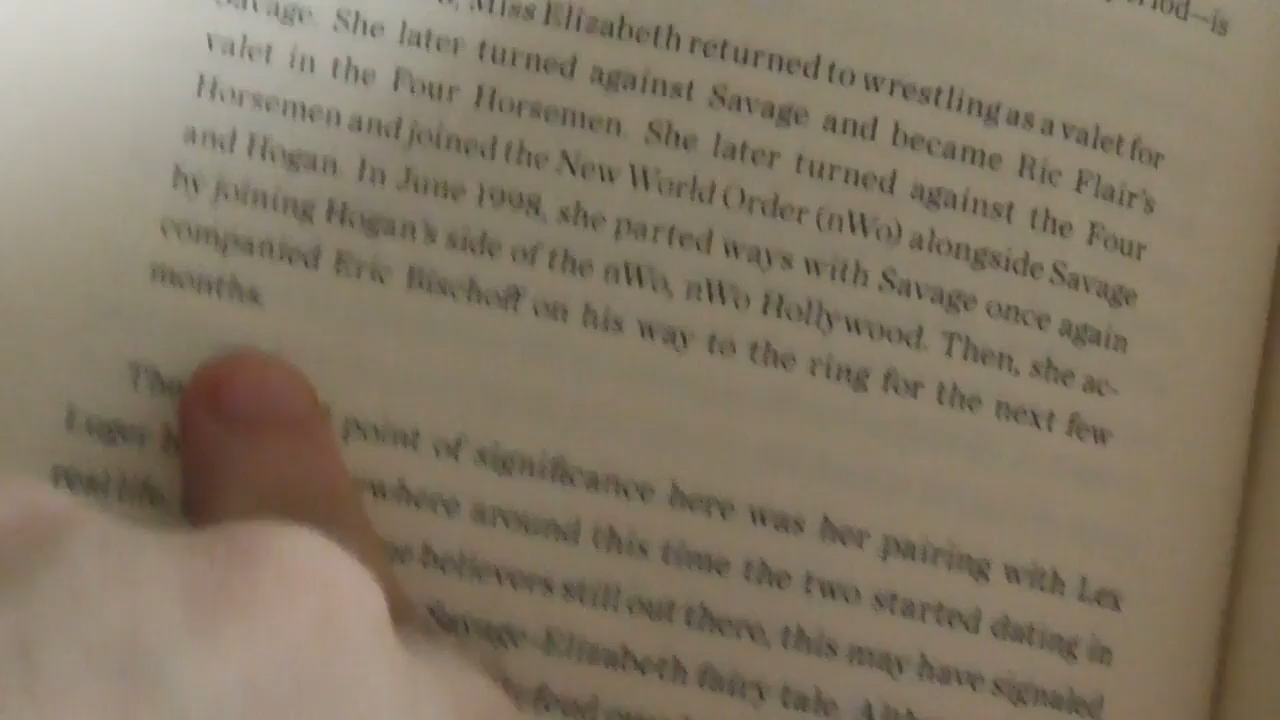 Miss Elizabeth returned to wrestling as a valet for
Savage. She later turned against Savage and became Ric Flair's
valet in the Four Horsemen. She later turned against the Four
Horsemen and joined the New World Order (nWo) alongside Savage
and Hogan. In June 1998, she parted ways with Savage once again
by joining Hogan's side of the nWo, nWo Hollywood. Then, she ac-
companied Eric Bischoff on his way to the ring for the next few
months.
The point of significance here was her pairing with Lex
Luger around this time the two started dating in
real life. believers still out there, this may have signaled
Savage-Elizabeth fairy tale.